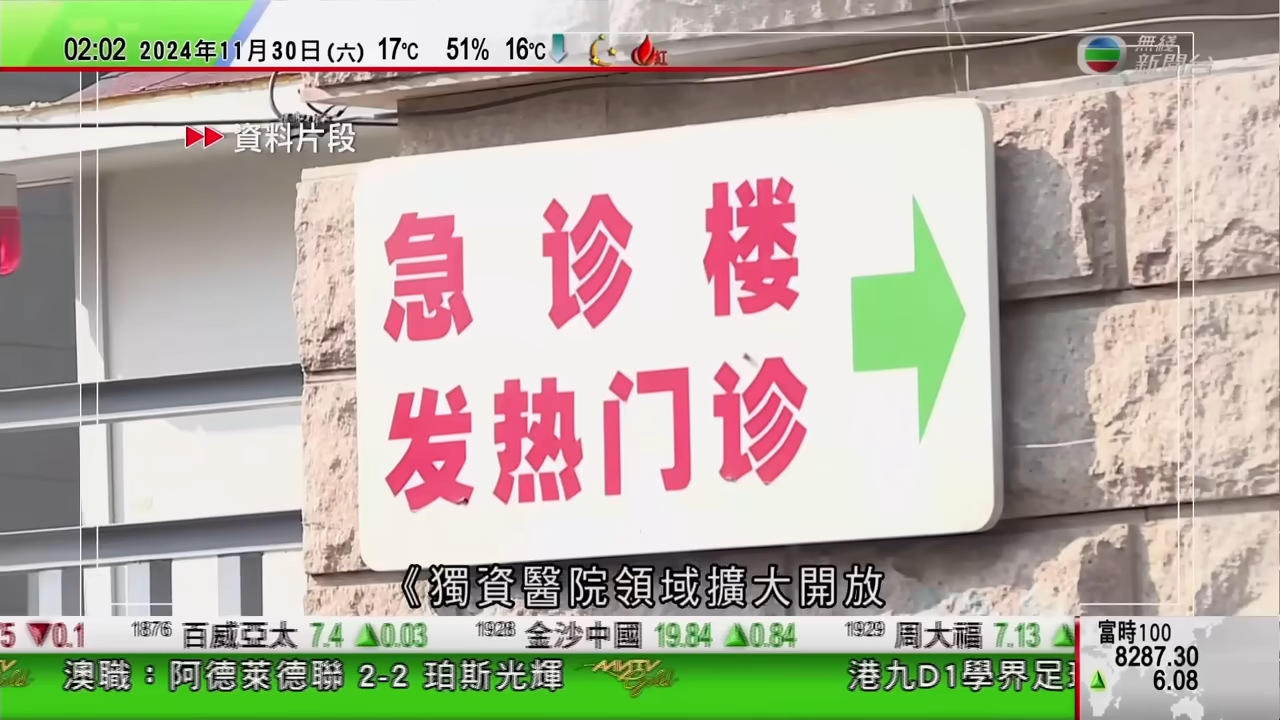 02:02 2024年11月30日(六) 17℃ 51% 16℃ 紅
無綫
新聞台
資料片段
急诊楼
发热门诊
《獨資醫院領域擴大開放
5 0.1 1876 百威亞太 7.4 0.03 1928 金沙中國 19.84 0.84 1929 周大福 7.13
富時100
8287.30
6.08
澳職：阿德萊德聯 2-2 珀斯光輝 港九D1學界足